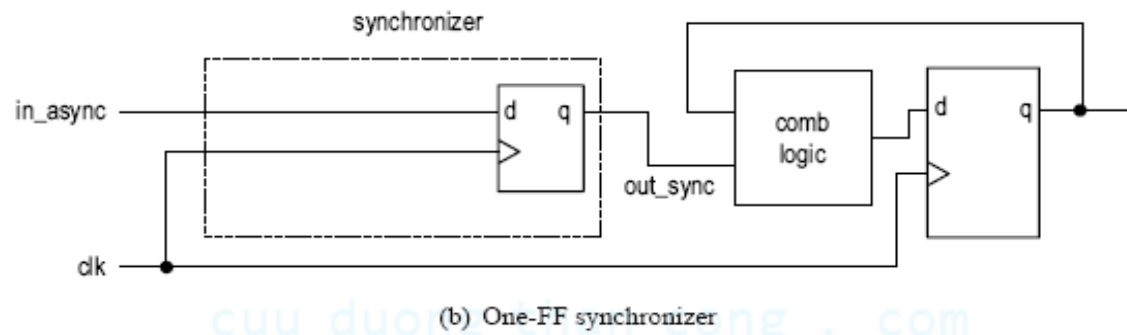 synchronizer
in_async
d q
comb
logic
d q
out_sync
clk
(b) One-FF synchronizer
cuu duong than cong . com